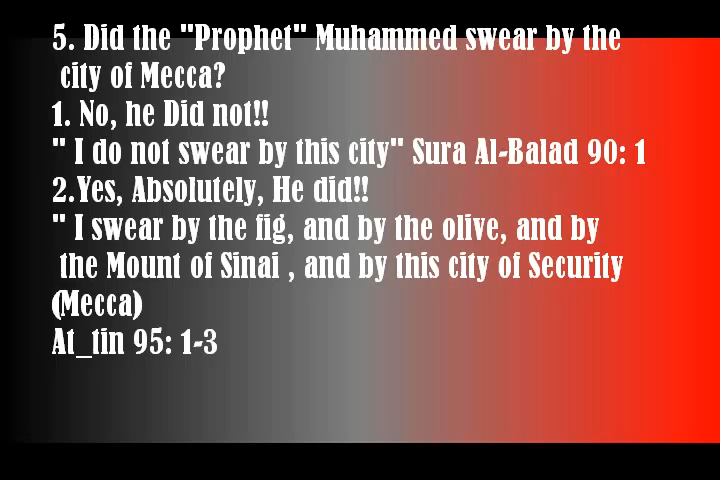 5. Did the "Prophet" Muhammed swear by the
city of Mecca?
1. No, he Did not!!
" I do not swear by this city" Sura Al-Balad 90: 1
2.Yes, Absolutely, He did!!
" I swear by the fig, and by the olive, and by
the Mount of Sinai , and by this city of Security
(Mecca)
At_tin 95: 1-3